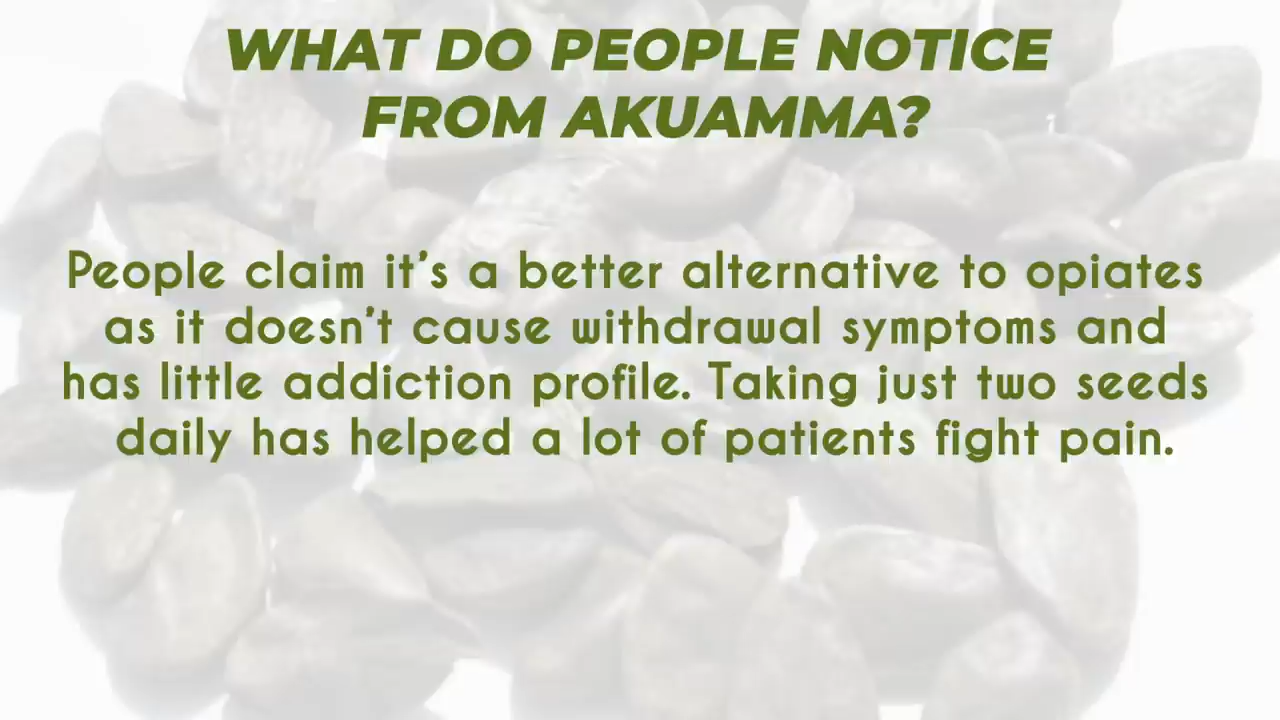 WHAT DO PEOPLE NOTICE
FROM AKUAMMA?
People claim it's a better alternative to opiates
as it doesn't cause withdrawal symptoms and
has little addiction profile. Taking just two seeds
daily has helped a lot of patients fight pain.